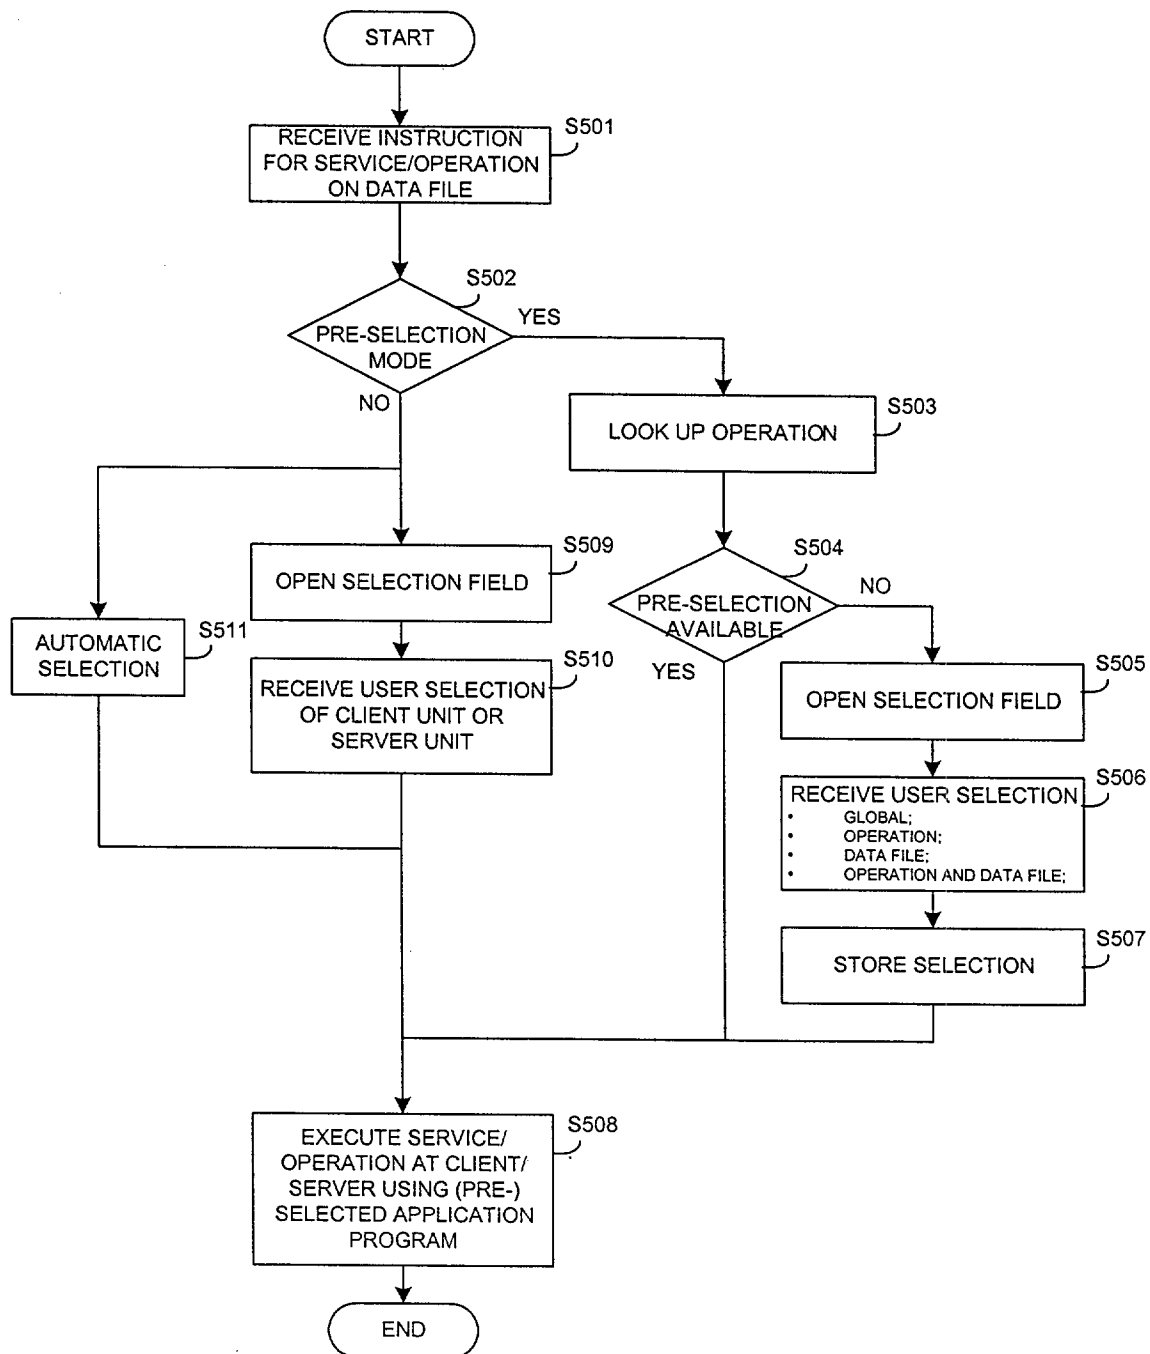 START
S501
RECEIVE INSTRUCTION
FOR SERVICE/OPERATION
ON DATA FILE
S502
YES
PRE-SELECTION
MODE
NO
S503
LOOK UP OPERATION
S509
OPEN SELECTION FIELD
S504
NO
PRE-SELECTION
AVAILABLE
YES
S511
AUTOMATIC
SELECTION
S510
RECEIVE USER SELECTION
OF CLIENT UNIT OR
SERVER UNIT
S505
OPEN SELECTION FIELD
S506
RECEIVE USER SELECTION
• GLOBAL;
• OPERATION;
• DATA FILE;
• OPERATION AND DATA FILE;
S507
STORE SELECTION
S508
EXECUTE SERVICE/
OPERATION AT CLIENT/
SERVER USING (PRE-)
SELECTED APPLICATION
PROGRAM
END